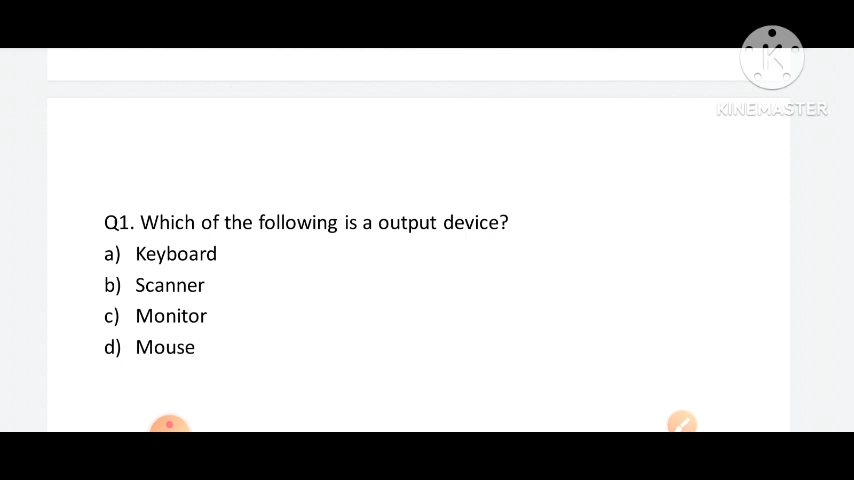 KINEMASTER
Q1. Which of the following is a output device?
a) Keyboard
b) Scanner
c) Monitor
d) Mouse